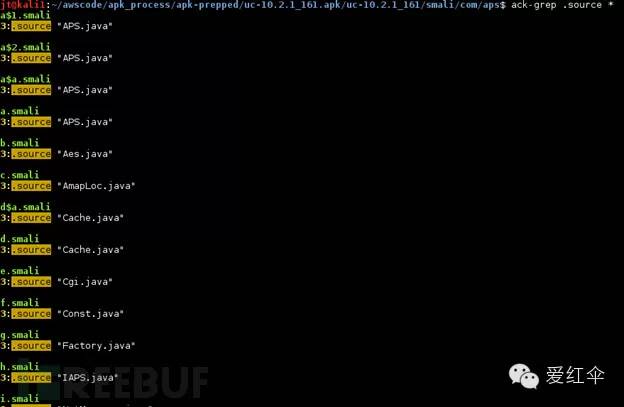 jt@kali1:~/awscode/apk_process/apk-prepped/uc-10.2.1_161.apk/uc-10.2.1_161/smali/com/aps$ ack-grep .source *
a$1.smali
3:.source "APS.java"
a$2.smali
3:.source "APS.java"
a$a.smali
3:.source "APS.java"
a.smali
3:.source "APS.java"
b.smali
3:.source "Aes.java"
c.smali
3:.source "AmapLoc.java"
d$a.smali
3:.source "Cache.java"
d.smali
3:.source "Cache.java"
e.smali
3:.source "Cgi.java"
f.smali
3:.source "Const.java"
g.smali
3:.source "Factory.java"
h.smali
3:.source "IAPS.java"
i.smali
REEBUF
爱红伞